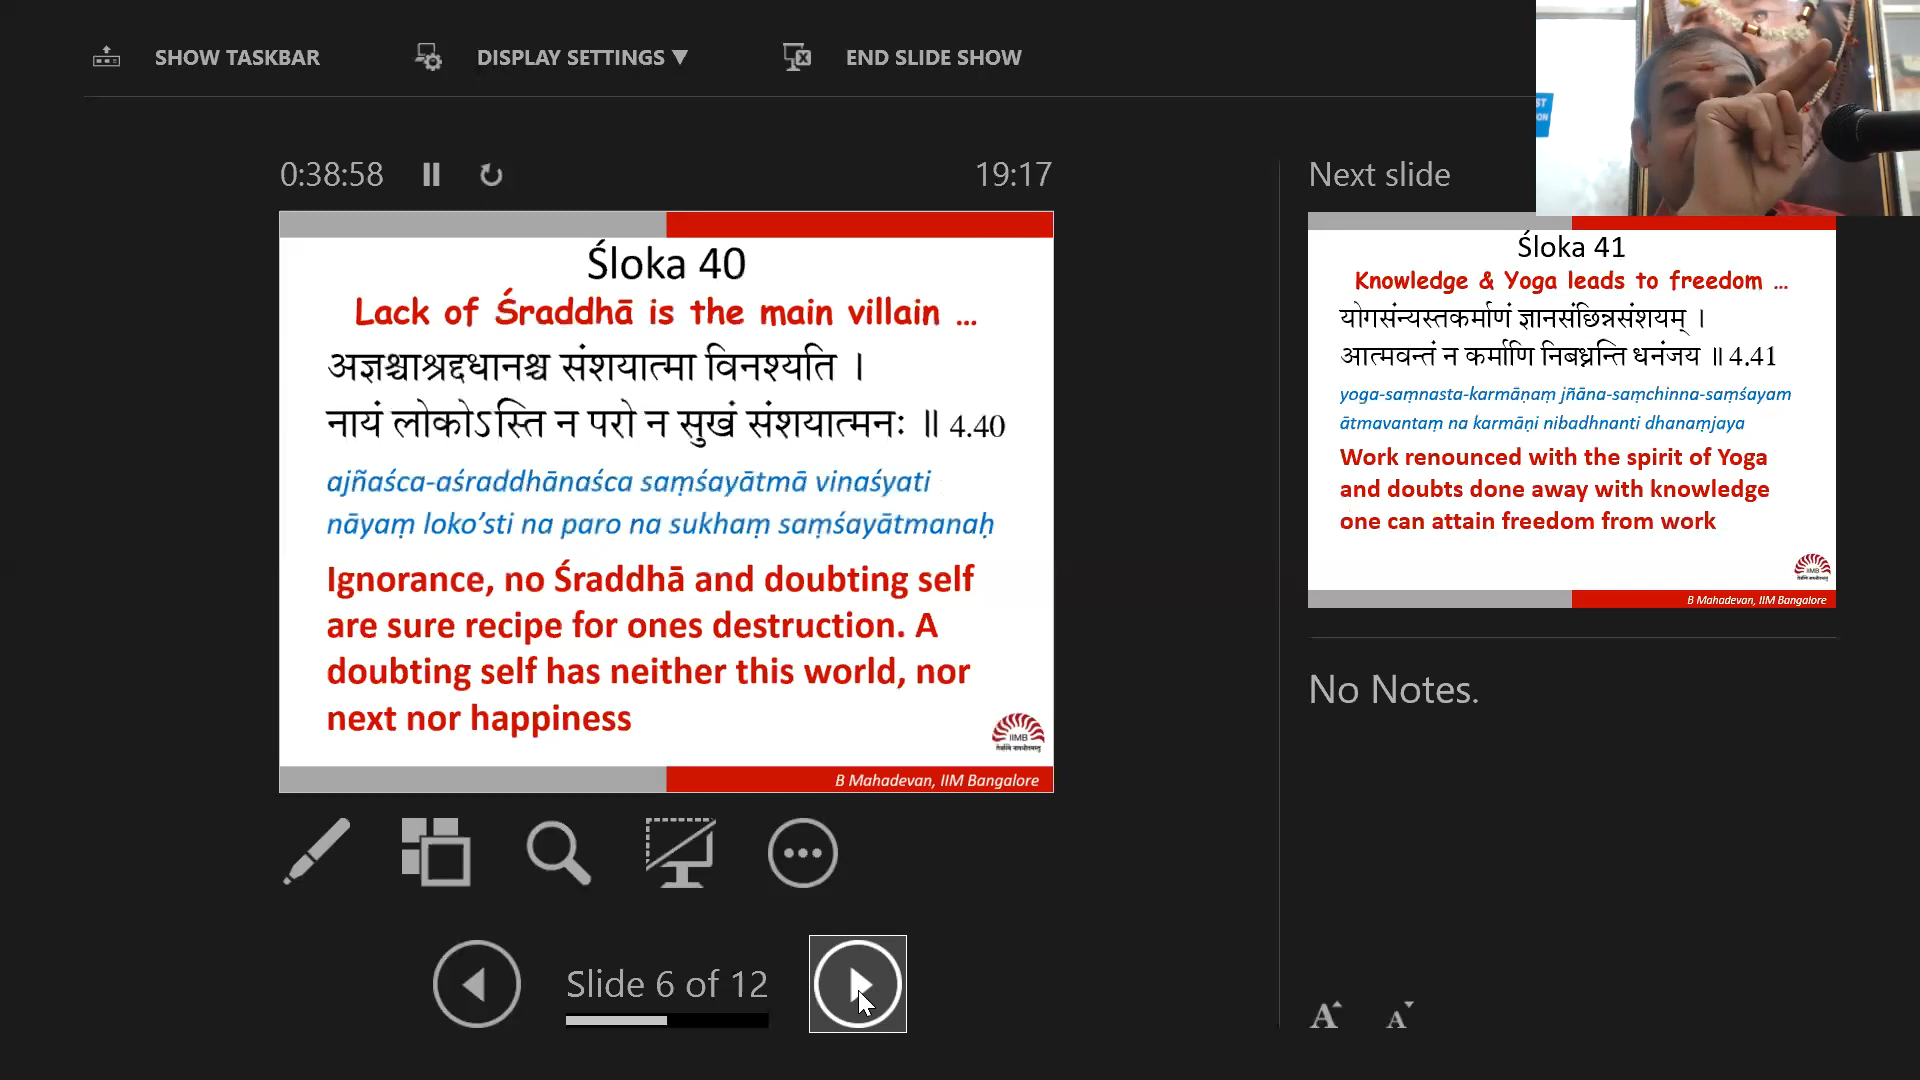 SHOW TASKBAR
DISPLAY SETTINGS ▼
END SLIDE SHOW
0:38:58
19:17
Next slide
Śloka 40
Lack of Śraddhā is the main villain ...
अज्ञश्चाश्रद्दधानश्च संशयात्मा विनश्यति ।
नायं लोकोऽस्ति न परो न सुखं संशयात्मनः ॥ 4.40
ajñaśca-aśraddhānaśca saṃśayātmā vinaśyati
nāyaṃ loko’sti na paro na sukhaṃ saṃśayātmanaḥ
Ignorance, no Śraddhā and doubting self
are sure recipe for ones destruction. A
doubting self has neither this world, nor
next nor happiness
IIMB
B Mahadevan, IIM Bangalore
Śloka 41
Knowledge & Yoga leads to freedom ...
योगसंन्यस्तकर्माणं ज्ञानसंछिन्नसंशयम् ।
आत्मवन्तं न कर्माणि निबध्नन्ति धनंजय ॥ 4.41
yoga-saṃnasta-karmāṇaṃ jñāna-saṃchinna-saṃśayam
ātmavantaṃ na karmāṇi nibadhnanti dhanaṃjaya
Work renounced with the spirit of Yoga
and doubts done away with knowledge
one can attain freedom from work
IIMB
B Mahadevan, IIM Bangalore
No Notes.
Slide 6 of 12
A A